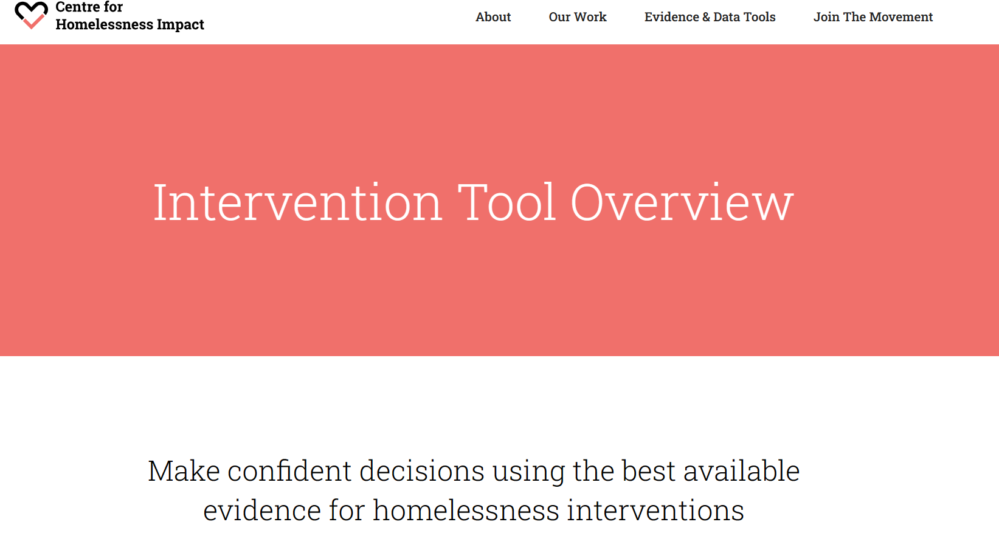 Centre for
Homelessness Impact
About
Our Work
Evidence & Data Tools
Join The Movement
Intervention Tool Overview
Make confident decisions using the best available
evidence for homelessness interventions